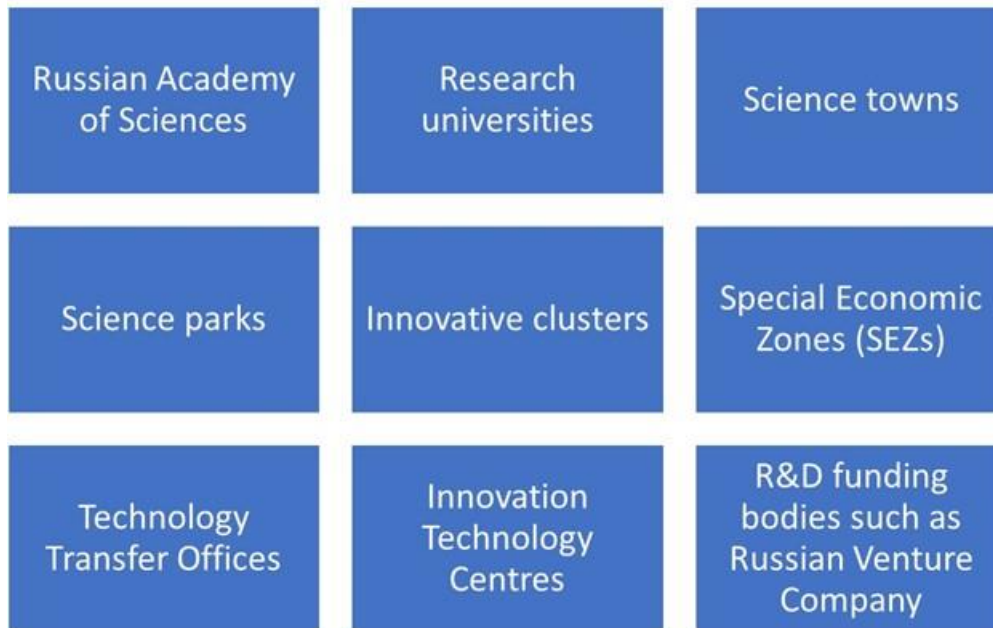 Russian Academy
of Sciences
Research
universities
Science towns
Science parks
Innovative clusters
Special Economic
Zones (SEZs)
Technology
Transfer Offices
Innovation
Technology
Centres
R&D funding
bodies such as
Russian Venture
Company